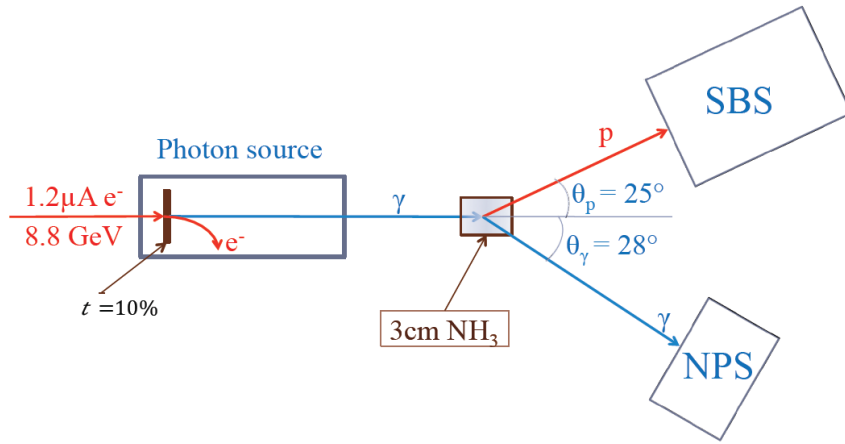 SBS
p
Photon source
1.2μA e⁻
γ
θp = 25°
8.8 GeV
e⁻
θγ = 28°
t =10%
3cm NH₃
γ
NPS